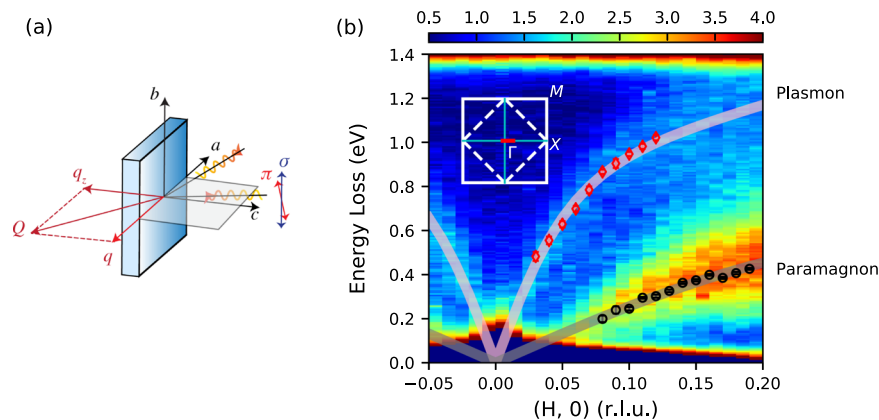 (a)
b
a
q_z
π
σ
Q
q
c
(b)
0.5 1.0 1.5 2.0 2.5 3.0 3.5 4.0
1.4
1.2
1.0
0.8
0.6
0.4
0.2
0.0
Energy Loss (eV)
M
X
Γ
Plasmon
Paramagnon
−0.05 0.00 0.05 0.10 0.15 0.20
(H, 0) (r.l.u.)